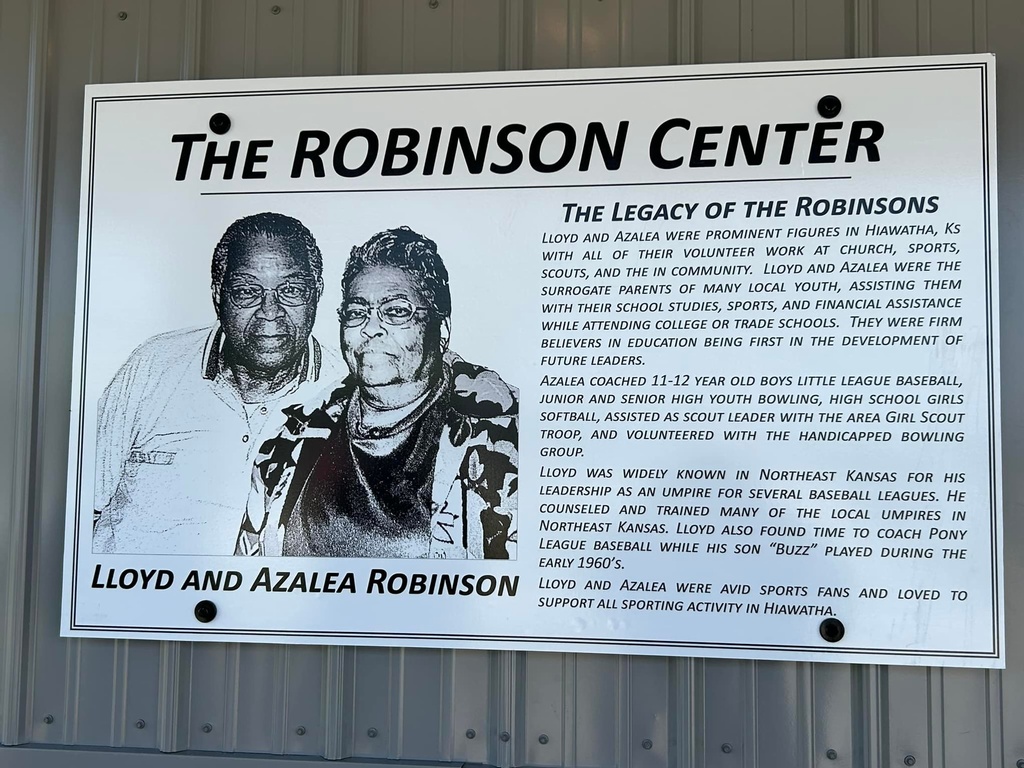 THE ROBINSON CENTER
THE LEGACY OF THE ROBINSONS
LLOYD AND AZALEA WERE PROMINENT FIGURES IN HIAWATHA, KS
WITH ALL OF THEIR VOLUNTEER WORK AT CHURCH, SPORTS,
SCOUTS, AND THE IN COMMUNITY. LLOYD AND AZALEA WERE THE
SURROGATE PARENTS OF MANY LOCAL YOUTH, ASSISTING THEM
WITH THEIR SCHOOL STUDIES, SPORTS, AND FINANCIAL ASSISTANCE
WHILE ATTENDING COLLEGE OR TRADE SCHOOLS. THEY WERE FIRM
BELIEVERS IN EDUCATION BEING FIRST IN THE DEVELOPMENT OF
FUTURE LEADERS.
AZALEA COACHED 11-12 YEAR OLD BOYS LITTLE LEAGUE BASEBALL,
JUNIOR AND SENIOR HIGH YOUTH BOWLING, HIGH SCHOOL GIRLS
SOFTBALL, ASSISTED AS SCOUT LEADER WITH THE AREA GIRL SCOUT
TROOP, AND VOLUNTEERED WITH THE HANDICAPPED BOWLING
GROUP.
LLOYD WAS WIDELY KNOWN IN NORTHEAST KANSAS FOR HIS
LEADERSHIP AS AN UMPIRE FOR SEVERAL BASEBALL LEAGUES. HE
COUNSELED AND TRAINED MANY OF THE LOCAL UMPIRES IN
NORTHEAST KANSAS. LLOYD ALSO FOUND TIME TO COACH PONY
LEAGUE BASEBALL WHILE HIS SON "BUZZ" PLAYED DURING THE
EARLY 1960'S.
LLOYD AND AZALEA WERE AVID SPORTS FANS AND LOVED TO
SUPPORT ALL SPORTING ACTIVITY IN HIAWATHA.
LLOYD AND AZALEA ROBINSON